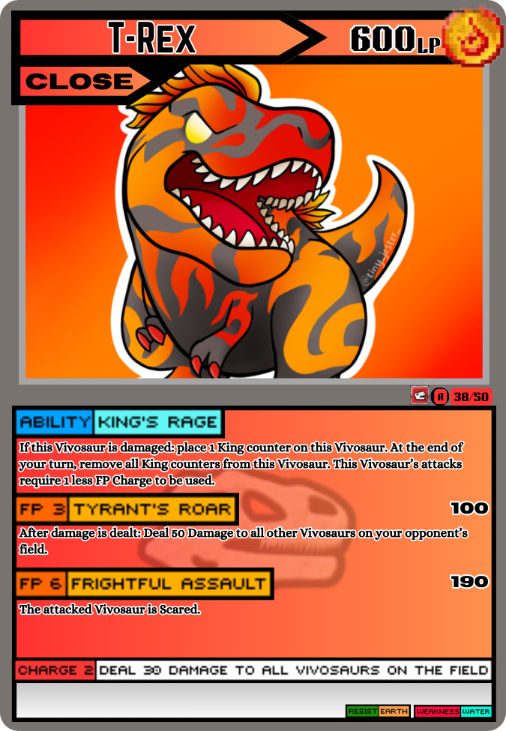 T-REX 600LP
CLOSE
@tiny_jester_
A 38/50
ABILITY KING'S RAGE
If this Vivosaur is damaged: place 1 King counter on this Vivosaur. At the end of
your turn, remove all King counters from this Vivosaur. This Vivosaur's attacks
require 1 less FP Charge to be used.
FP 3 TYRANT'S ROAR 100
After damage is dealt: Deal 50 Damage to all other Vivosaurs on your opponent's
field.
FP 6 FRIGHTFUL ASSAULT 190
The attacked Vivosaur is Scared.
CHARGE 2 DEAL 30 DAMAGE TO ALL VIVOSAURS ON THE FIELD
RESIST EARTH WEAKNESS WATER